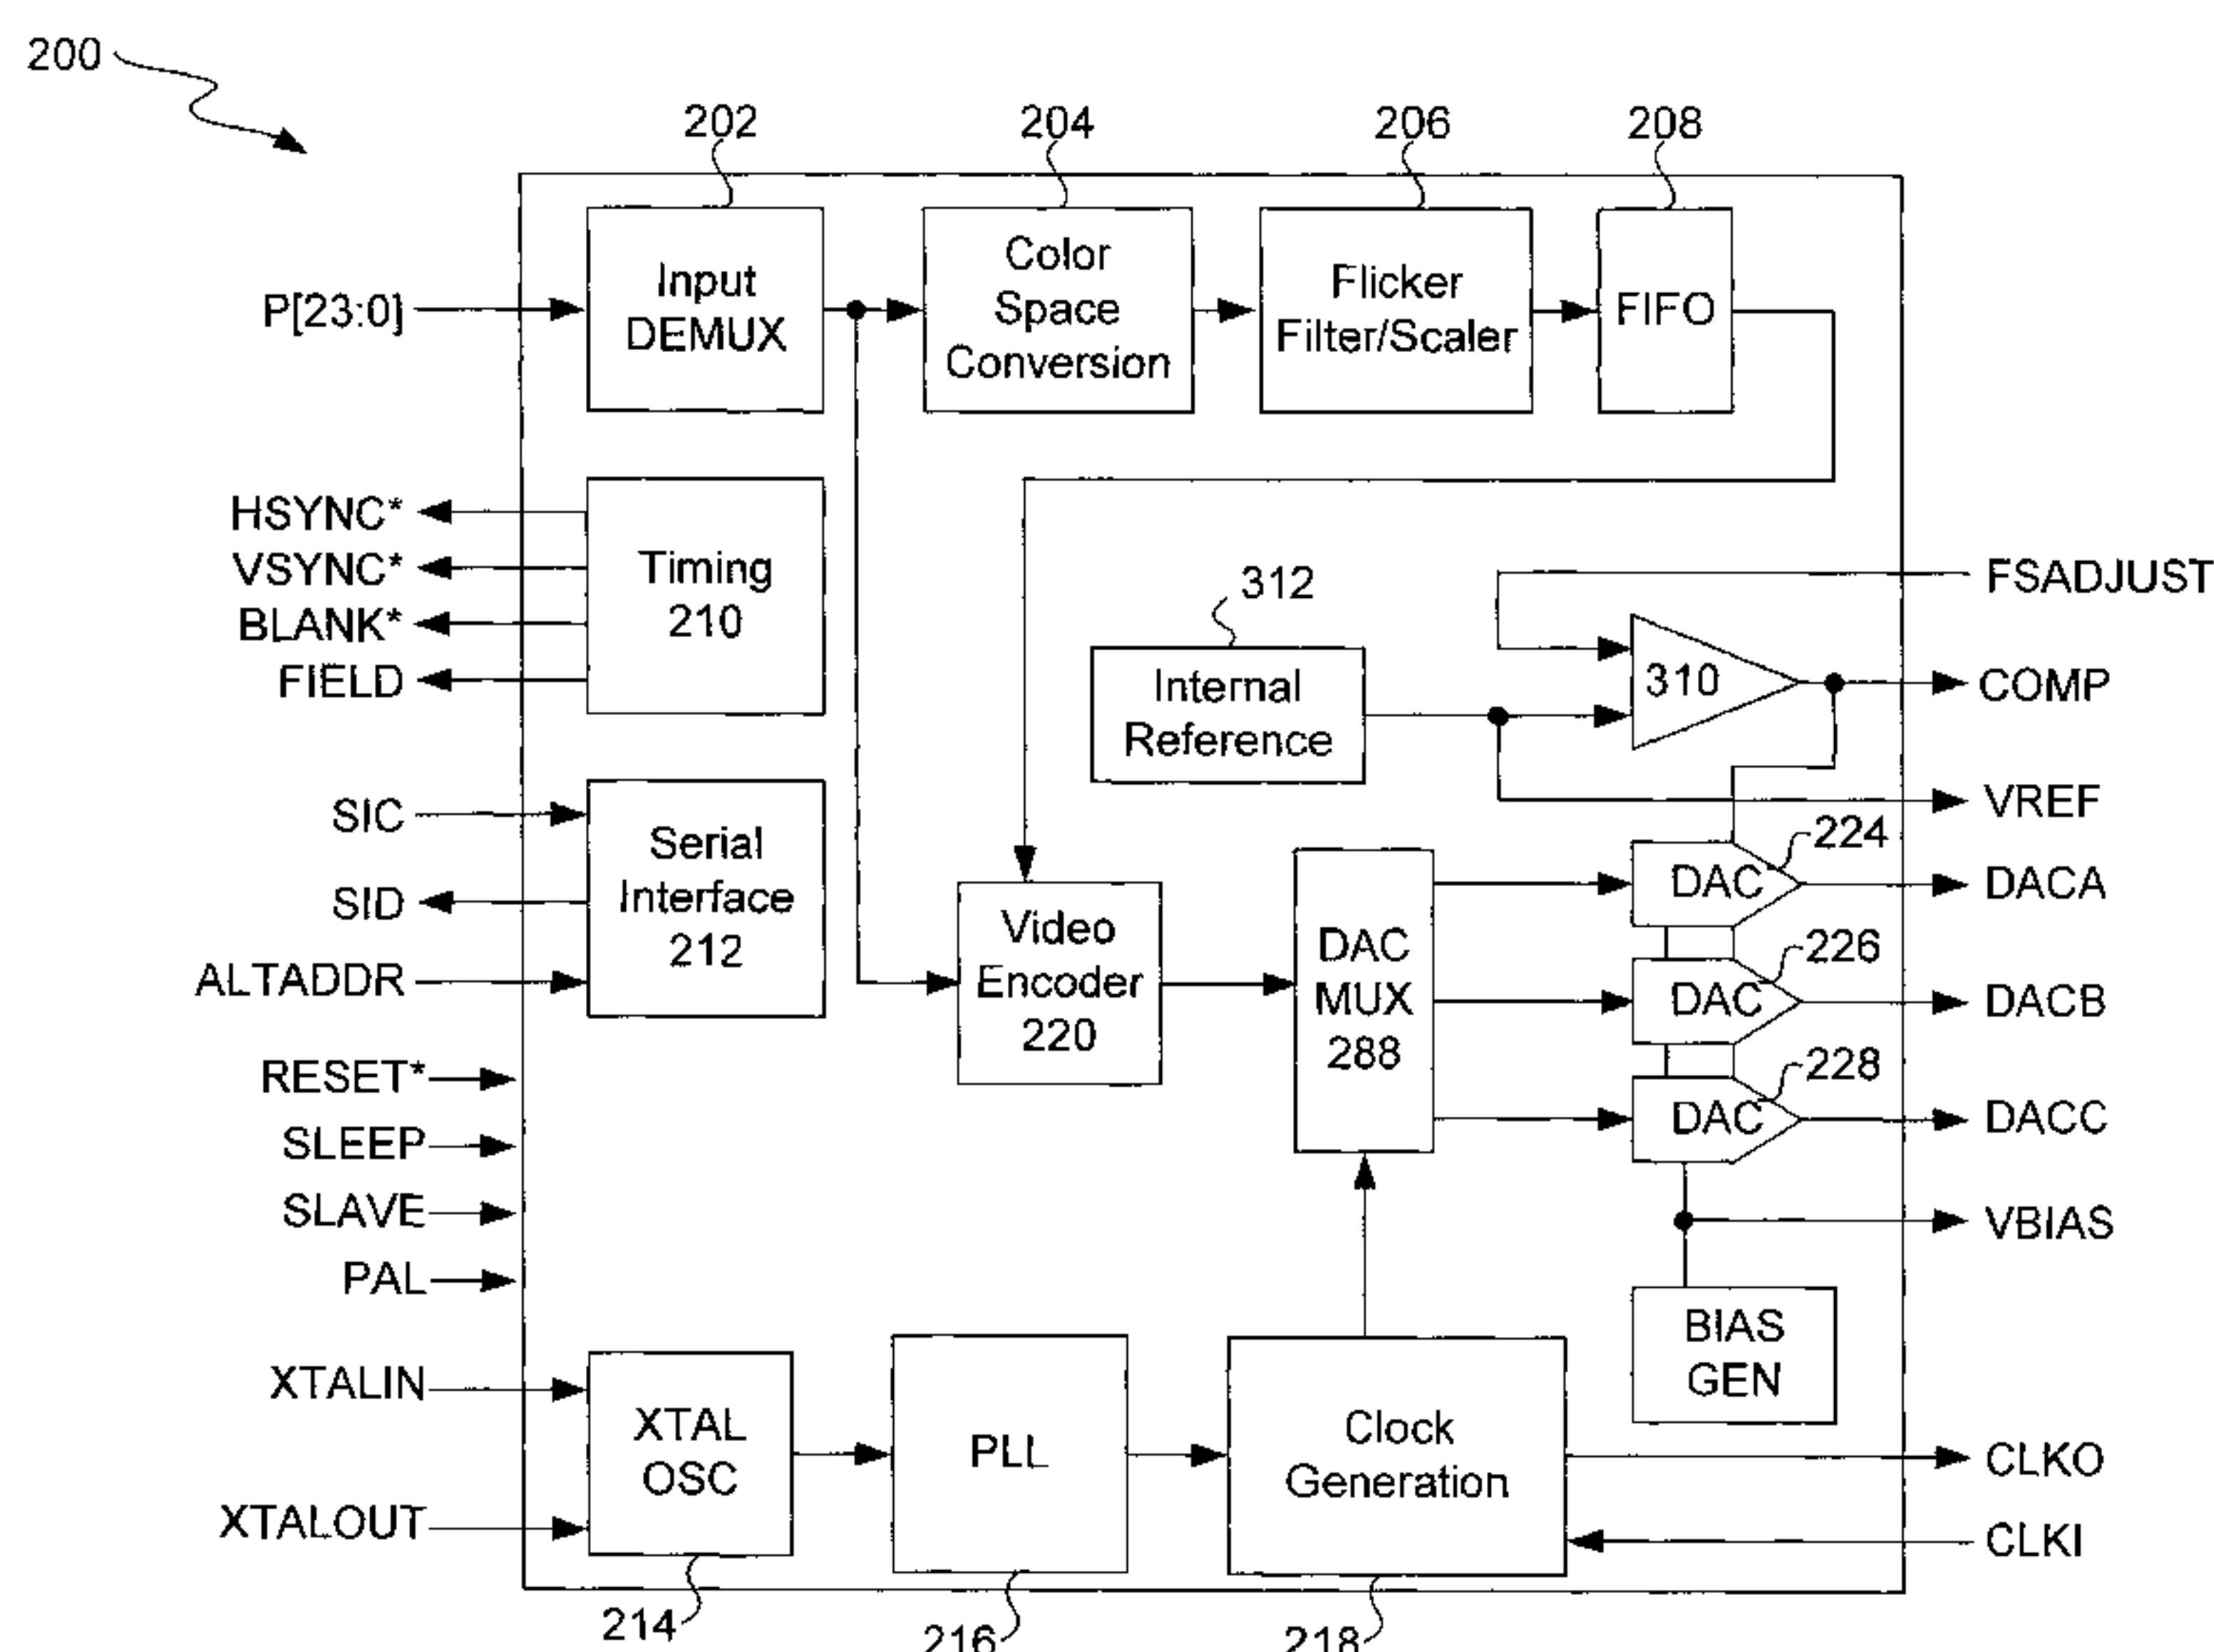 200
202
204
206
208
P[23:0]
Input
DEMUX
Color
Space
Conversion
Flicker
Filter/Scaler
FIFO
HSYNC*
VSYNC*
BLANK*
FIELD
Timing
210
312
Internal
Reference
310
FSADJUST
COMP
VREF
SIC
SID
ALTADDR
Serial
Interface
212
Video
Encoder
220
DAC
MUX
288
DAC
224
DACA
DAC
226
DACB
DAC
228
DACC
RESET*
SLEEP
SLAVE
PAL
VBIAS
BIAS
GEN
XTALIN
XTALOUT
XTAL
OSC
PLL
Clock
Generation
CLKO
CLKI
214
216
218